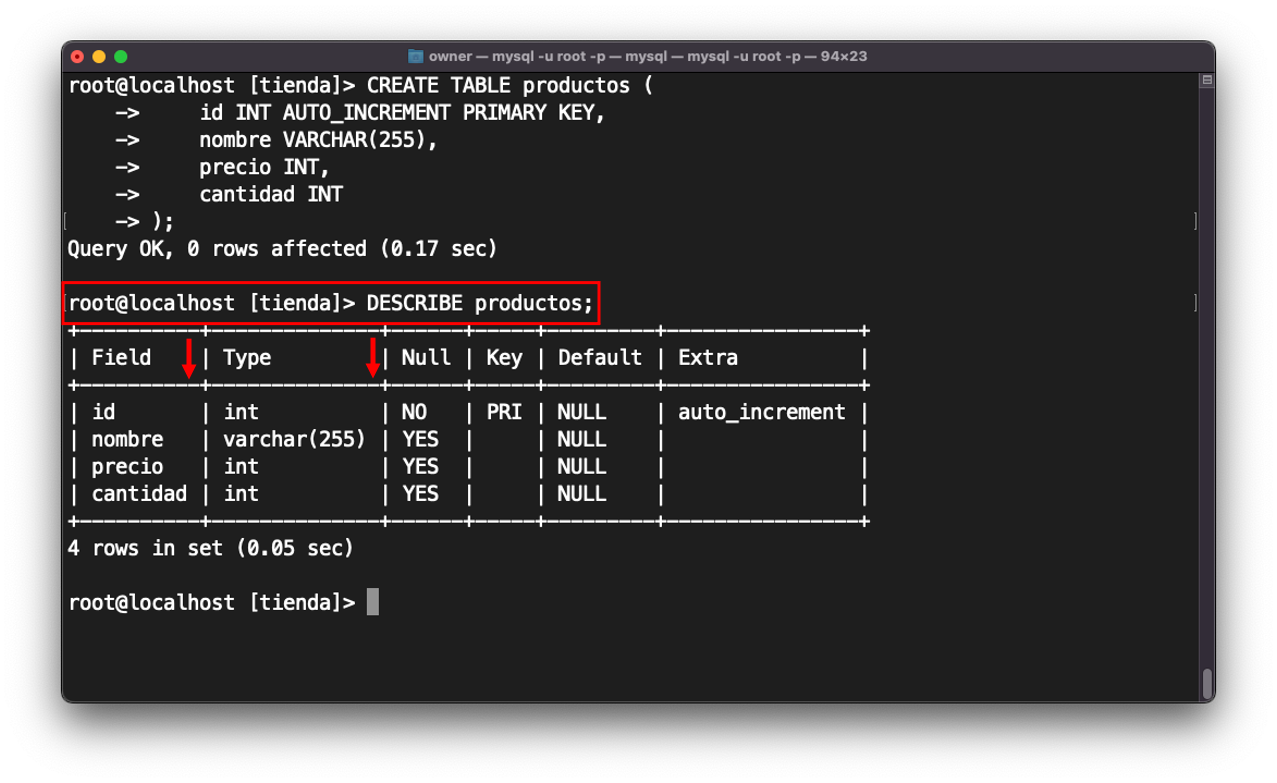 owner — mysql -u root -p — mysql — mysql -u root -p — 94×23
root@localhost [tienda]> CREATE TABLE productos (
    ->     id INT AUTO_INCREMENT PRIMARY KEY,
    ->     nombre VARCHAR(255),
    ->     precio INT,
    ->     cantidad INT
    -> );
Query OK, 0 rows affected (0.17 sec)
root@localhost [tienda]> DESCRIBE productos;
+----------+--------------+------+-----+---------+----------------+
| Field    | Type         | Null | Key | Default | Extra          |
+----------+--------------+------+-----+---------+----------------+
| id       | int          | NO   | PRI | NULL    | auto_increment |
| nombre   | varchar(255) | YES  |     | NULL    |                |
| precio   | int          | YES  |     | NULL    |                |
| cantidad | int          | YES  |     | NULL    |                |
+----------+--------------+------+-----+---------+----------------+
4 rows in set (0.05 sec)
root@localhost [tienda]>